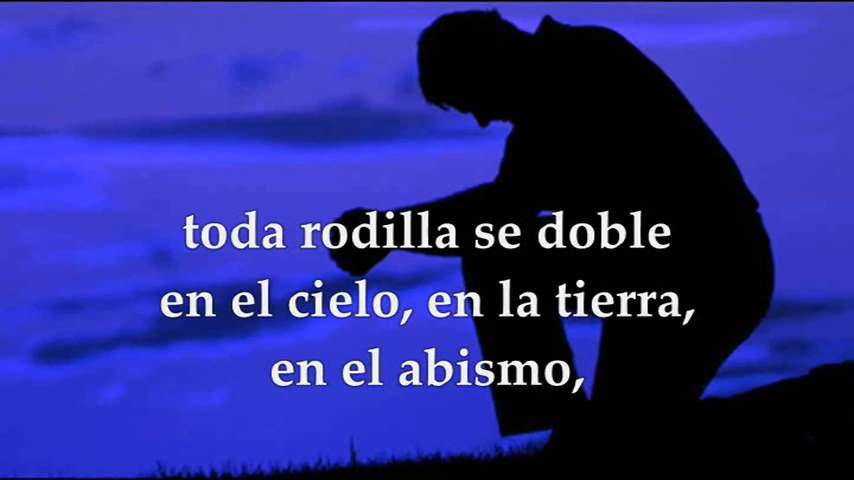 toda rodilla se doble
en el cielo, en la tierra,
en el abismo,